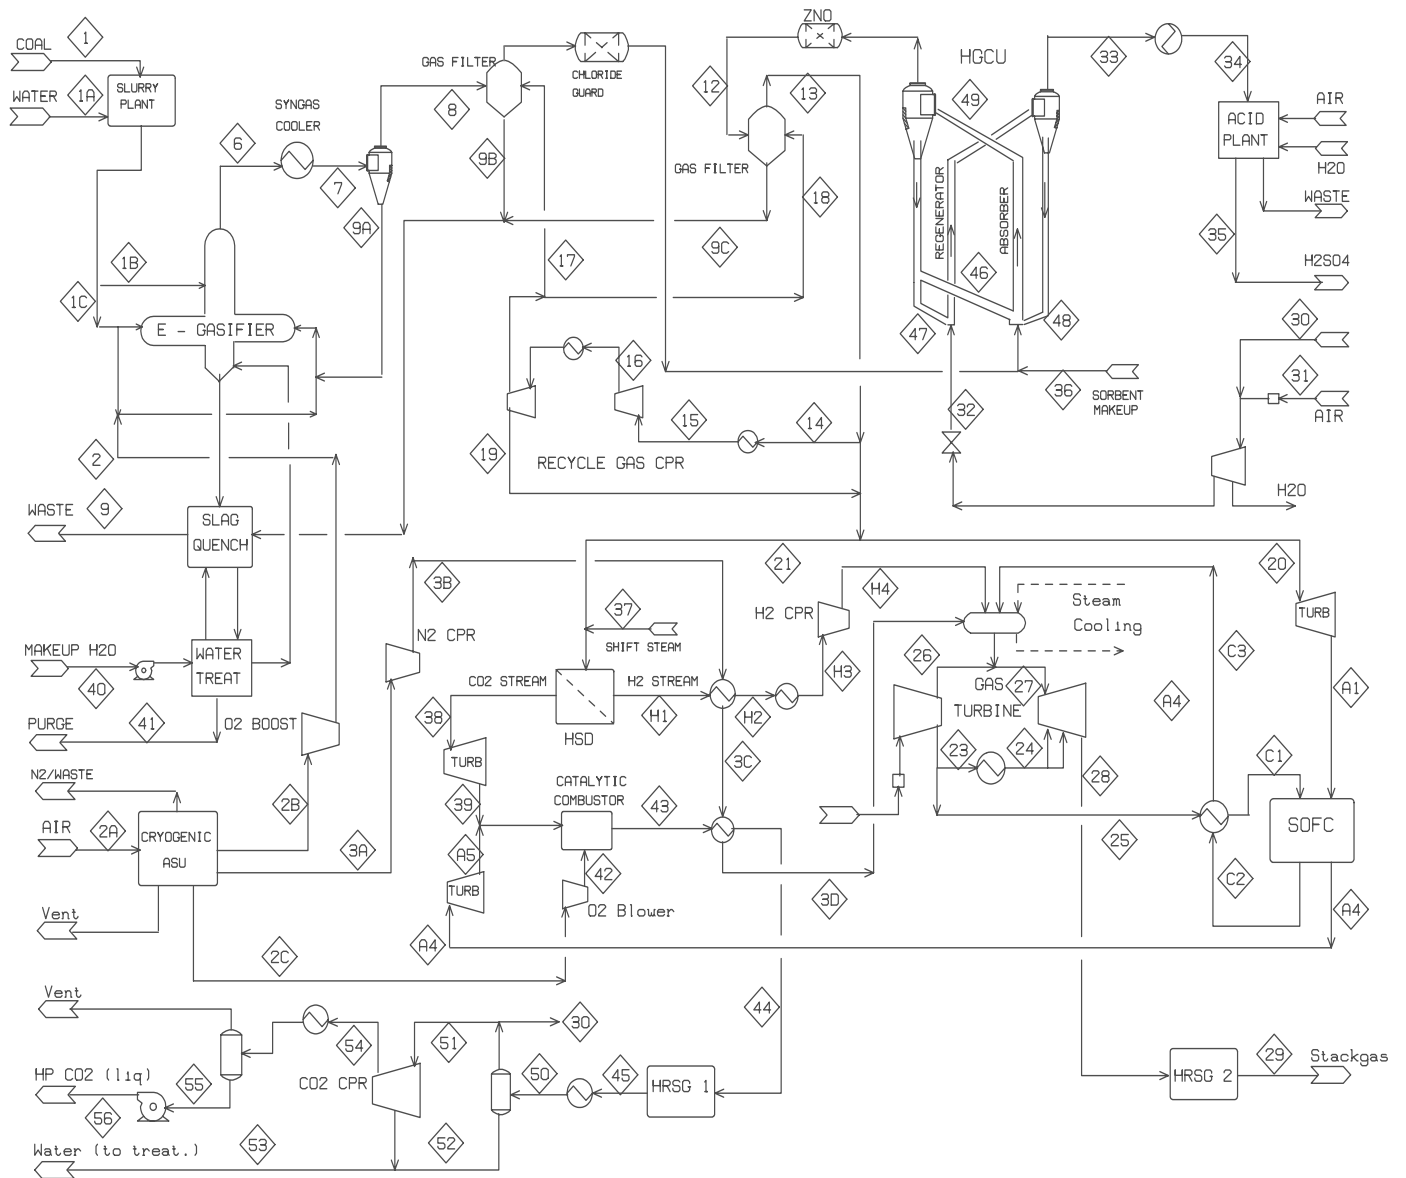 1
COAL
SLURRY
PLANT
1A
WATER
6
SYNGAS
COOLER
7
8
GAS FILTER
CHLORIDE
GUARD
9A
9B
ZNO
12
13
GAS FILTER
18
9C
17
HGCU
49
33
34
AIR
ACID
PLANT
H2O
WASTE
35
H2SO4
REGENERATOR
ABSORBER
46
47
48
1B
1C
E - GASIFIER
16
15
14
19
RECYCLE GAS CPR
36
SORBENT
MAKEUP
32
30
31
AIR
H2O
2
9
WASTE
SLAG
QUENCH
MAKEUP H2O
40
WATER
TREAT
PURGE
41
O2 BOOST
N2/WASTE
AIR
2A
CRYOGENIC
ASU
2B
3A
Vent
2C
3B
N2 CPR
37
SHIFT STEAM
CO2 STREAM
H2 STREAM
HSD
38
TURB
39
A5
TURB
A4
CATALYTIC
COMBUSTOR
43
42
O2 Blower
H1
H2
H3
3C
3D
21
H2 CPR
H4
20
TURB
Steam
Cooling
26
GAS
TURBINE
27
23
24
28
25
C3
A4
A1
C1
SOFC
C2
A4
Vent
HP CO2 (liq)
55
56
54
CO2 CPR
51
30
50
45
HRSG 1
44
52
53
Water (to treat.)
HRSG 2
29
Stackgas